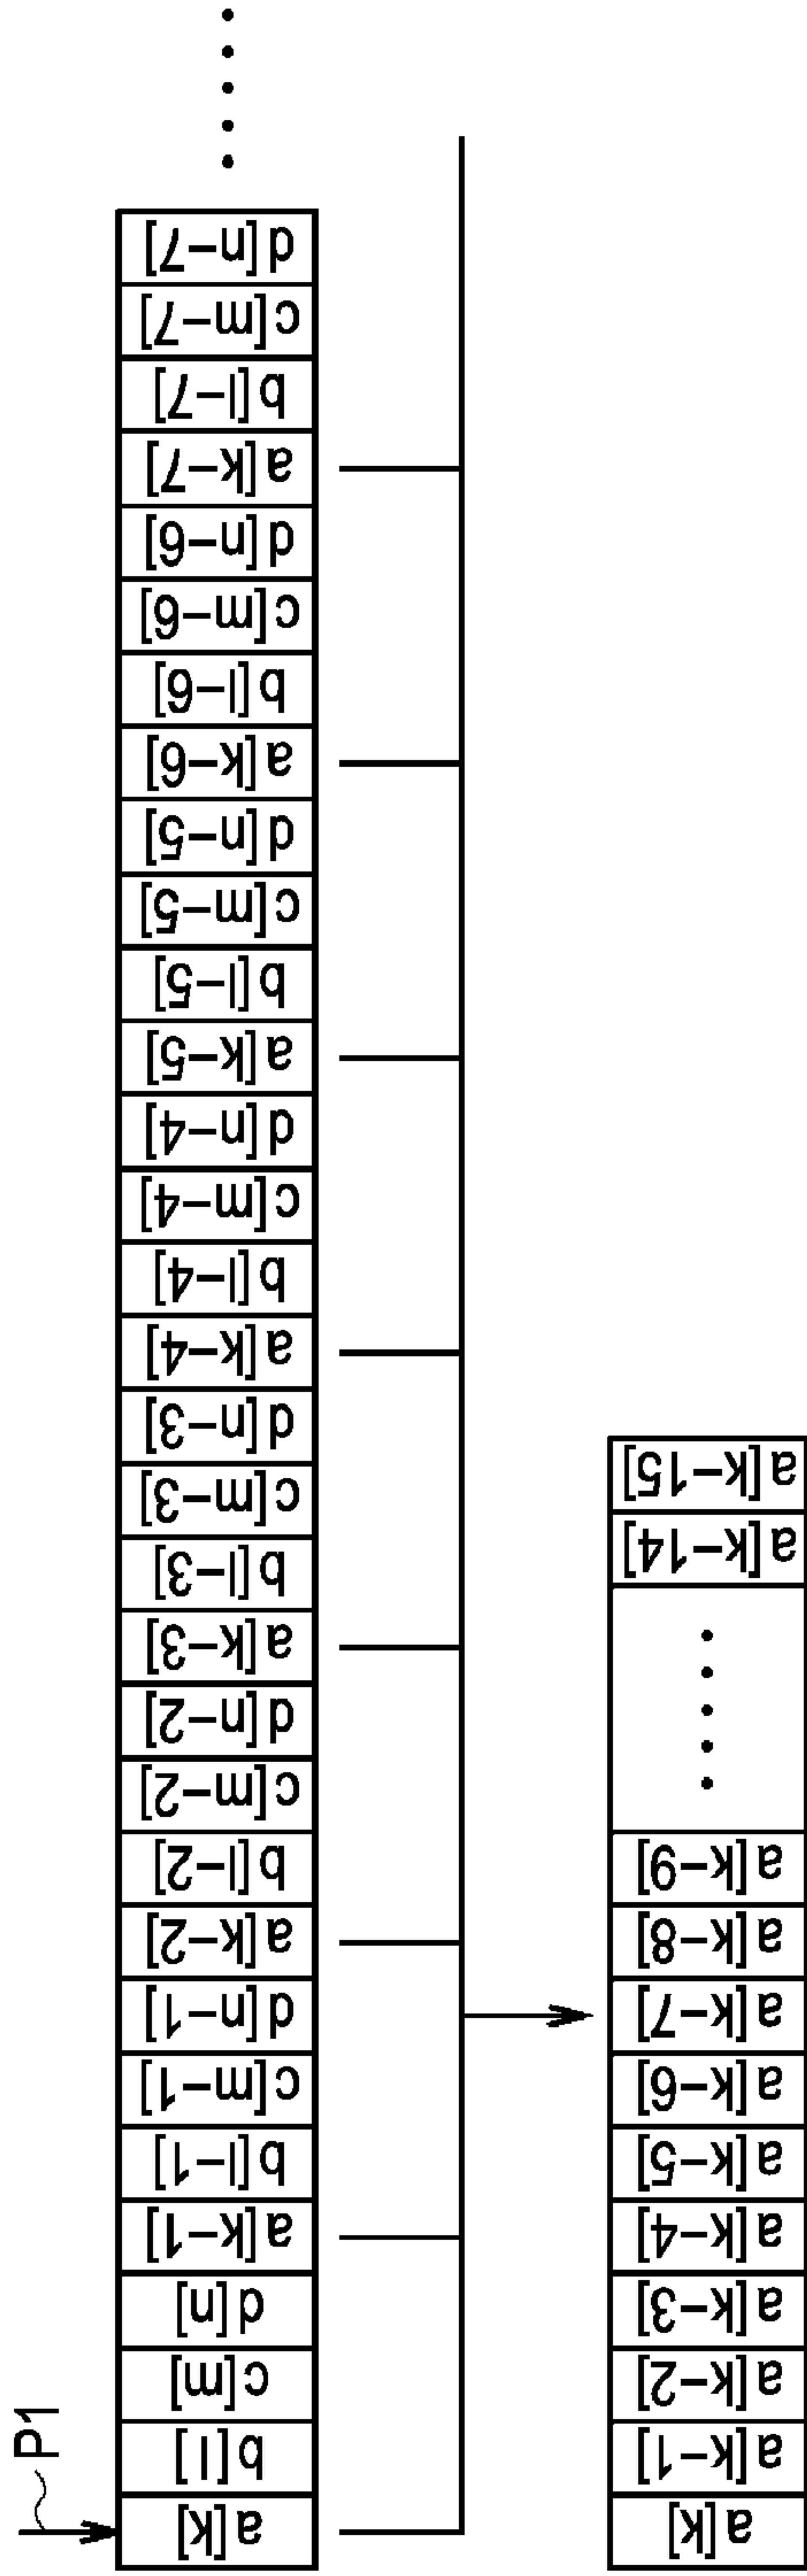 P1
a[k]
b[l]
c[m]
d[n]
a[k−1]
b[l−1]
c[m−1]
d[n−1]
a[k−2]
b[l−2]
c[m−2]
d[n−2]
a[k−3]
b[l−3]
c[m−3]
d[n−3]
a[k−4]
b[l−4]
c[m−4]
d[n−4]
a[k−5]
b[l−5]
c[m−5]
d[n−5]
a[k−6]
b[l−6]
c[m−6]
d[n−6]
a[k−7]
b[l−7]
c[m−7]
d[n−7]
a[k]
a[k−1]
a[k−2]
a[k−3]
a[k−4]
a[k−5]
a[k−6]
a[k−7]
a[k−8]
a[k−9]
a[k−14]
a[k−15]